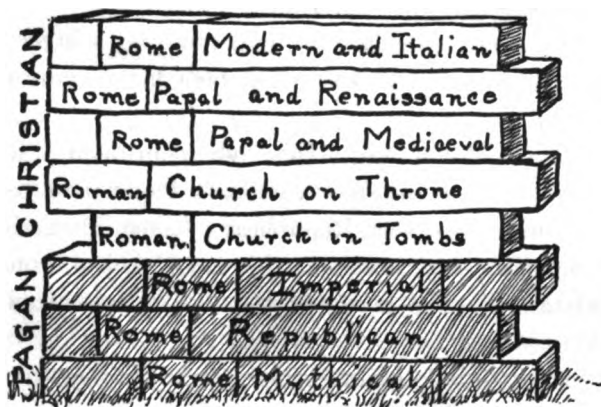 CHRISTIAN
Rome Modern and Italian
Rome Papal and Renaissance
Rome Papal and Mediaeval
Roman Church on Throne
Roman Church in Tombs
PAGAN
Rome Imperial
Rome Republican
Rome Mythical